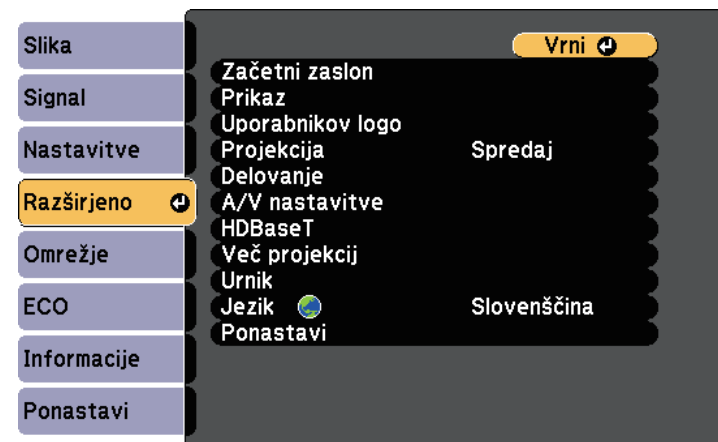 Slika
Signal
Nastavitve
Razširjeno
Omrežje
ECO
Informacije
Ponastavi
Vrni
Začetni zaslon
Prikaz
Uporabnikov logo
Projekcija Spredaj
Delovanje
A/V nastavitve
HDBaseT
Več projekcij
Urnik
Jezik Slovenščina
Ponastavi